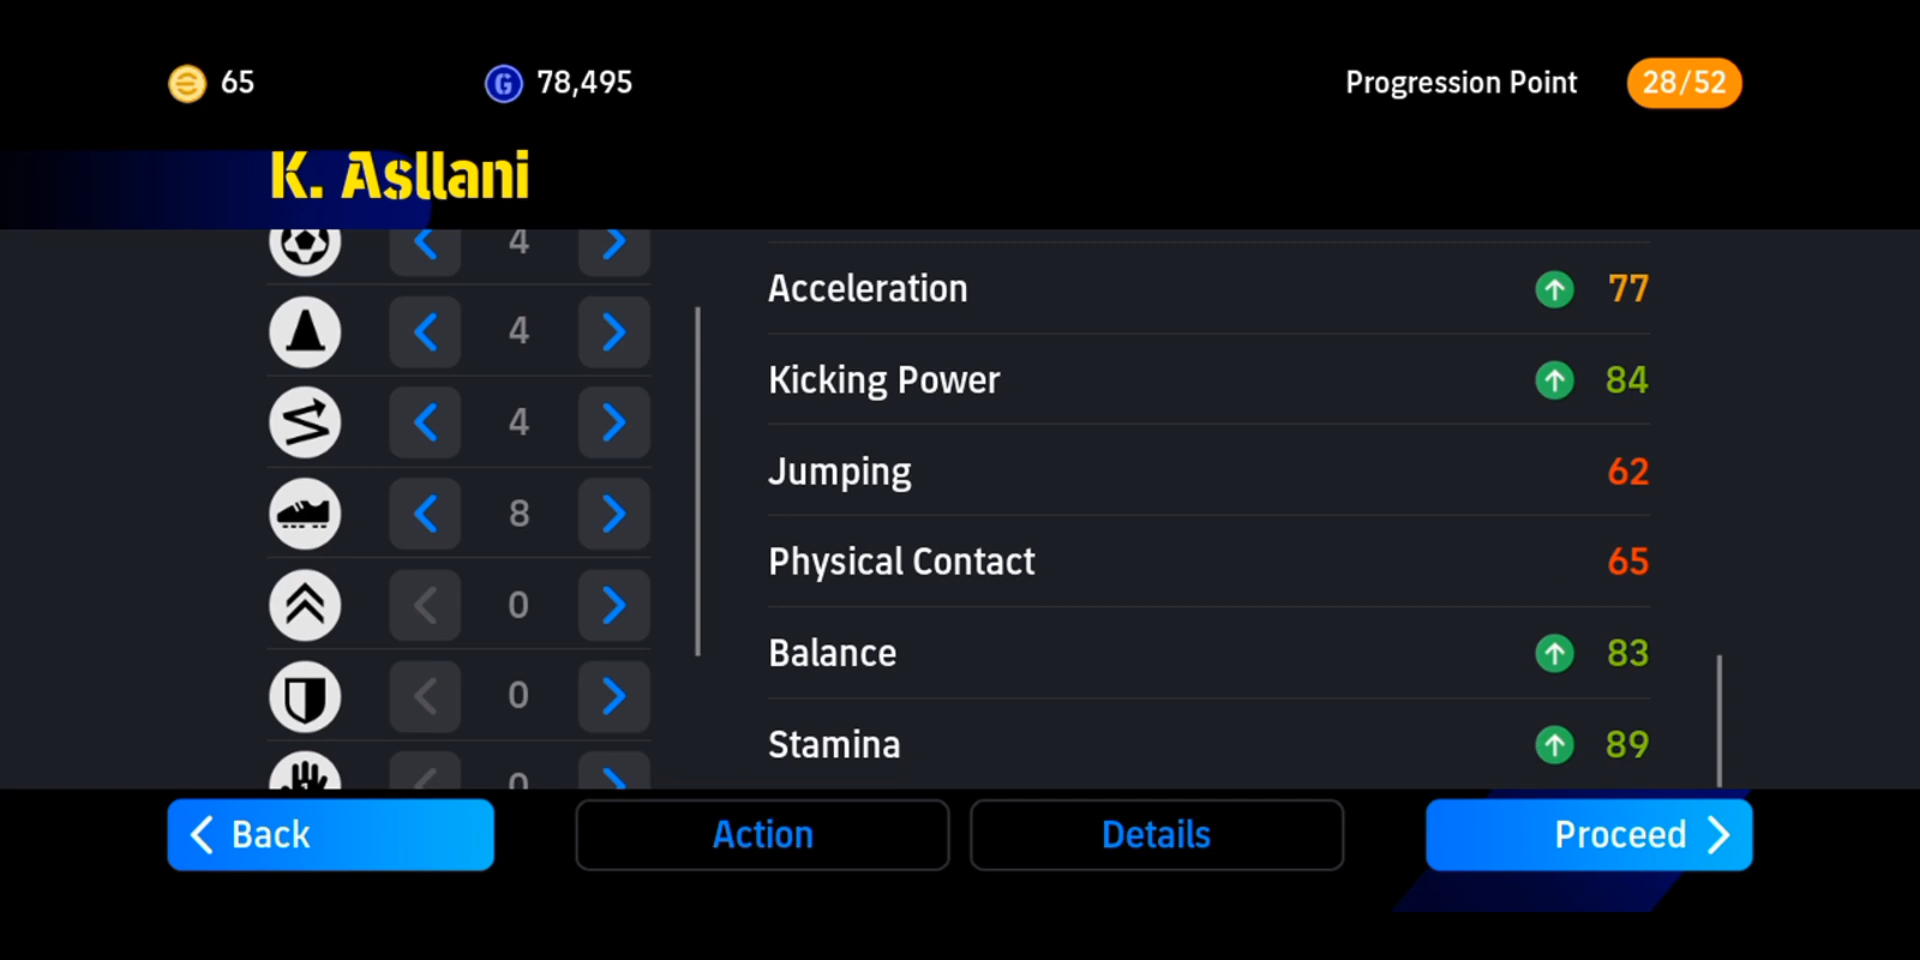 65
78,495
Progression Point
28/52
K. Asllani
4
4
4
8
0
0
0
Acceleration 77
Kicking Power 84
Jumping 62
Physical Contact 65
Balance 83
Stamina 89
Back
Action
Details
Proceed